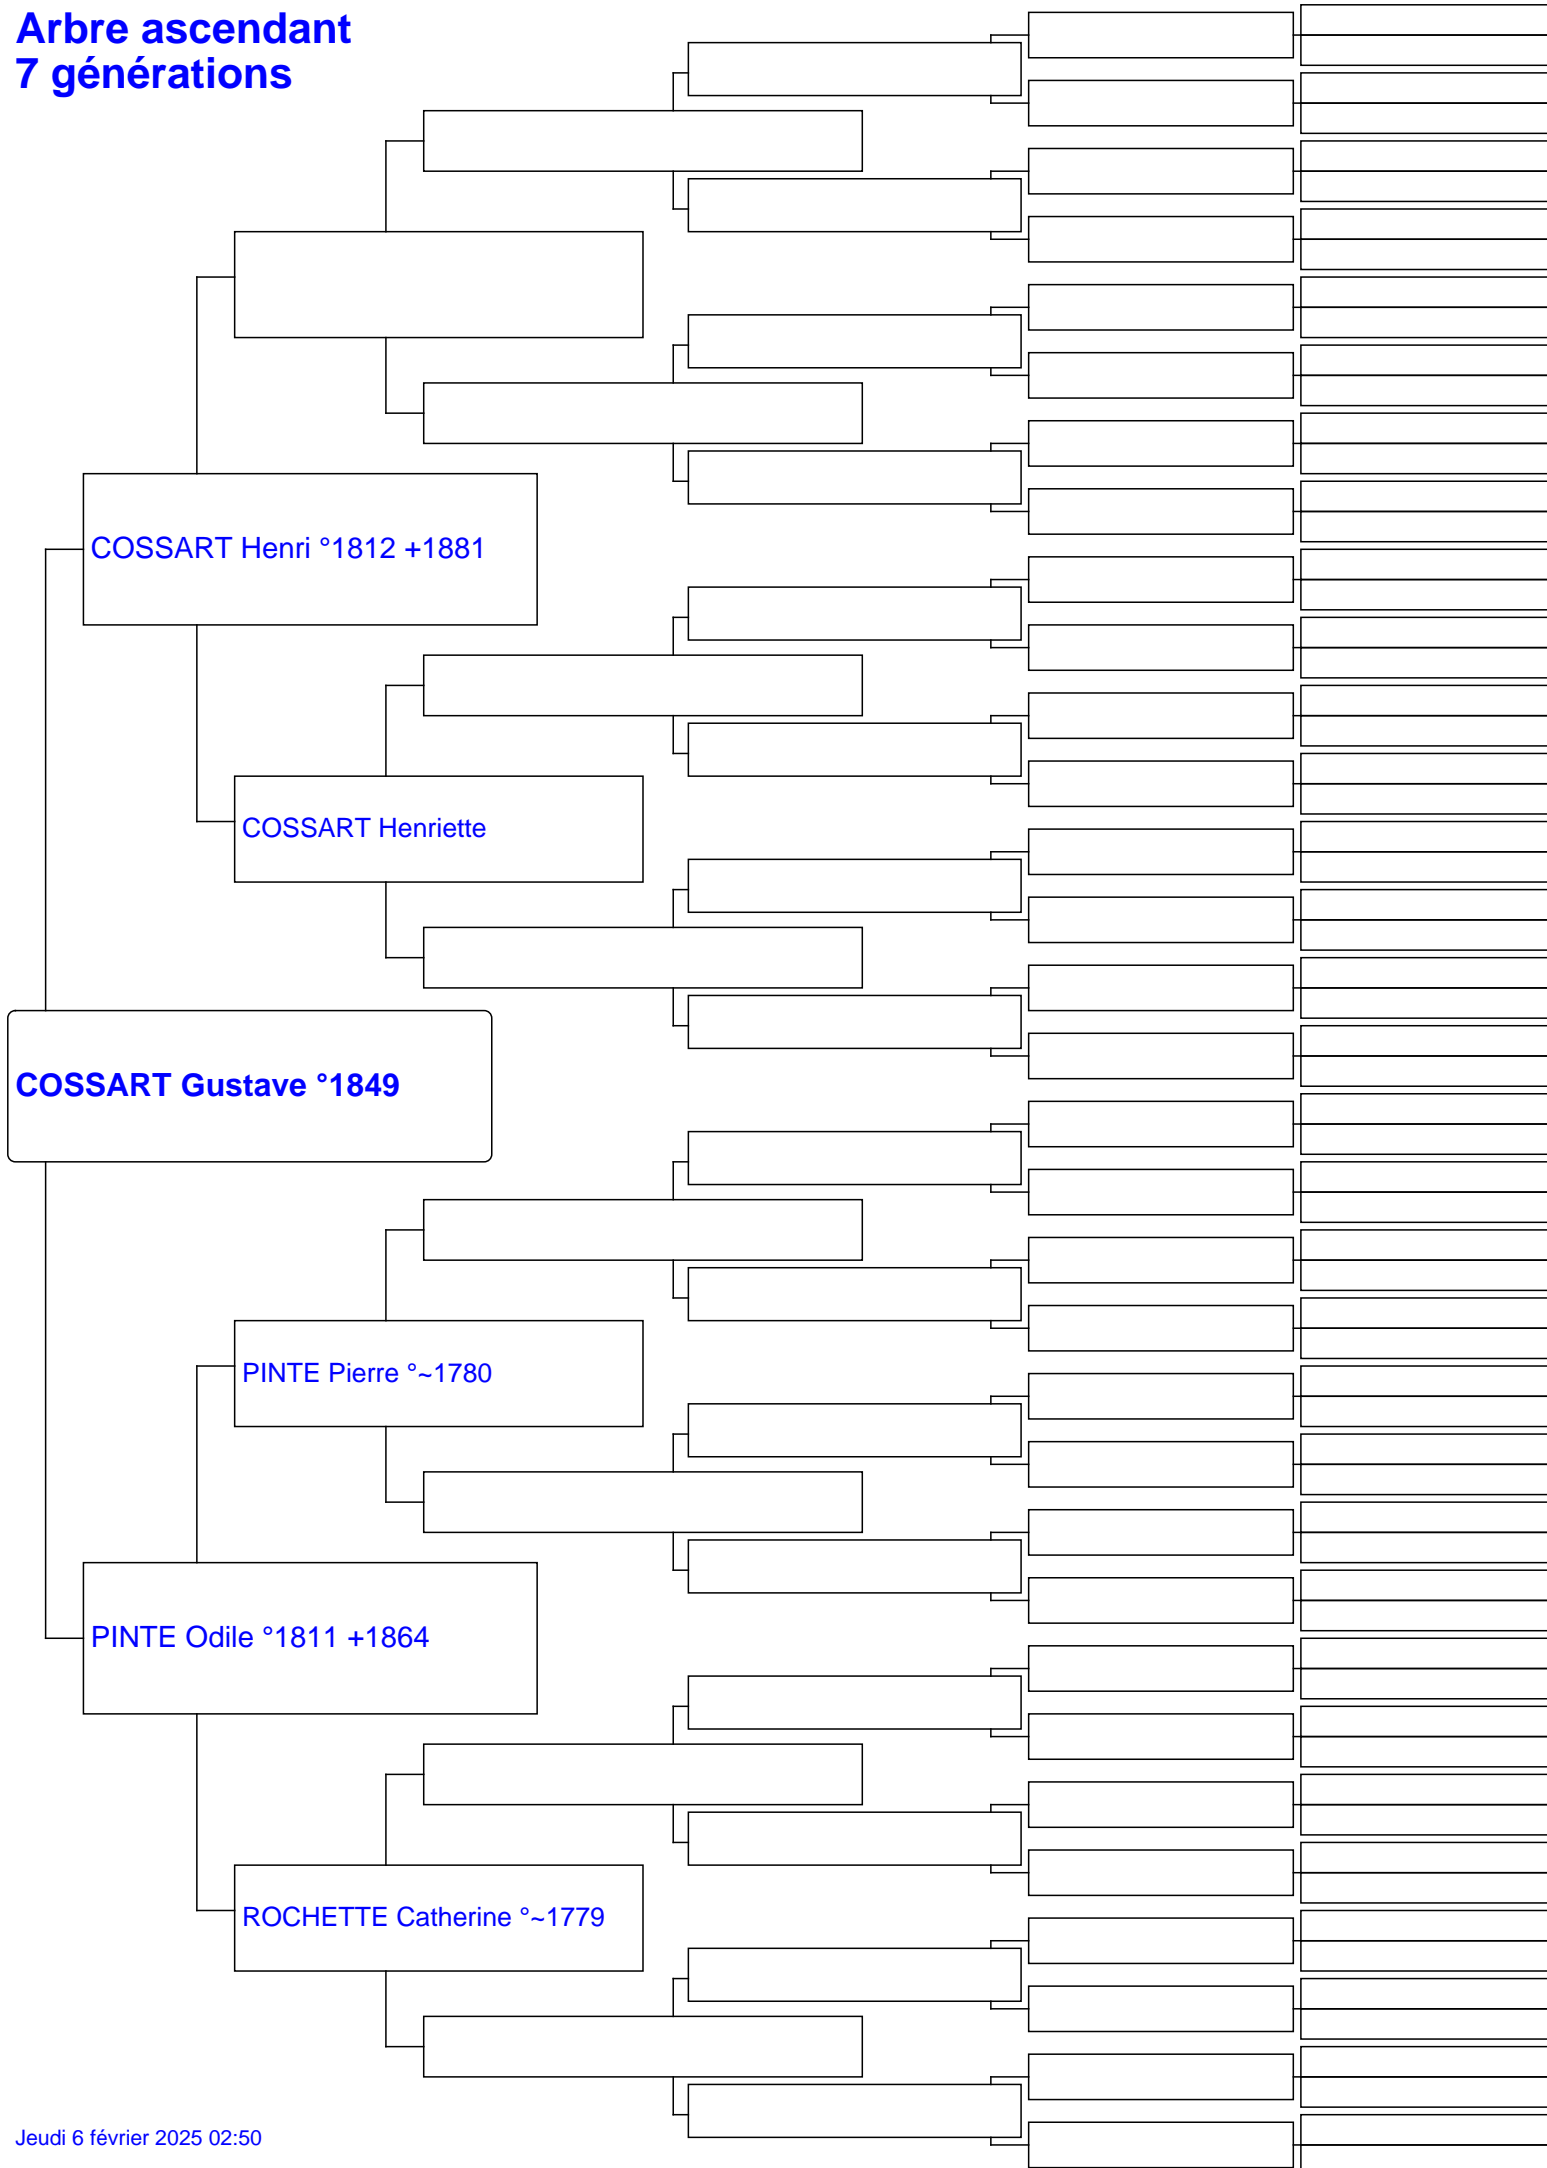 Arbre ascendant
7 générations
COSSART Henri °1812 +1881
COSSART Henriette
COSSART Gustave °1849
PINTE Pierre °~1780
PINTE Odile °1811 +1864
ROCHETTE Catherine °~1779
Jeudi 6 février 2025 02:50